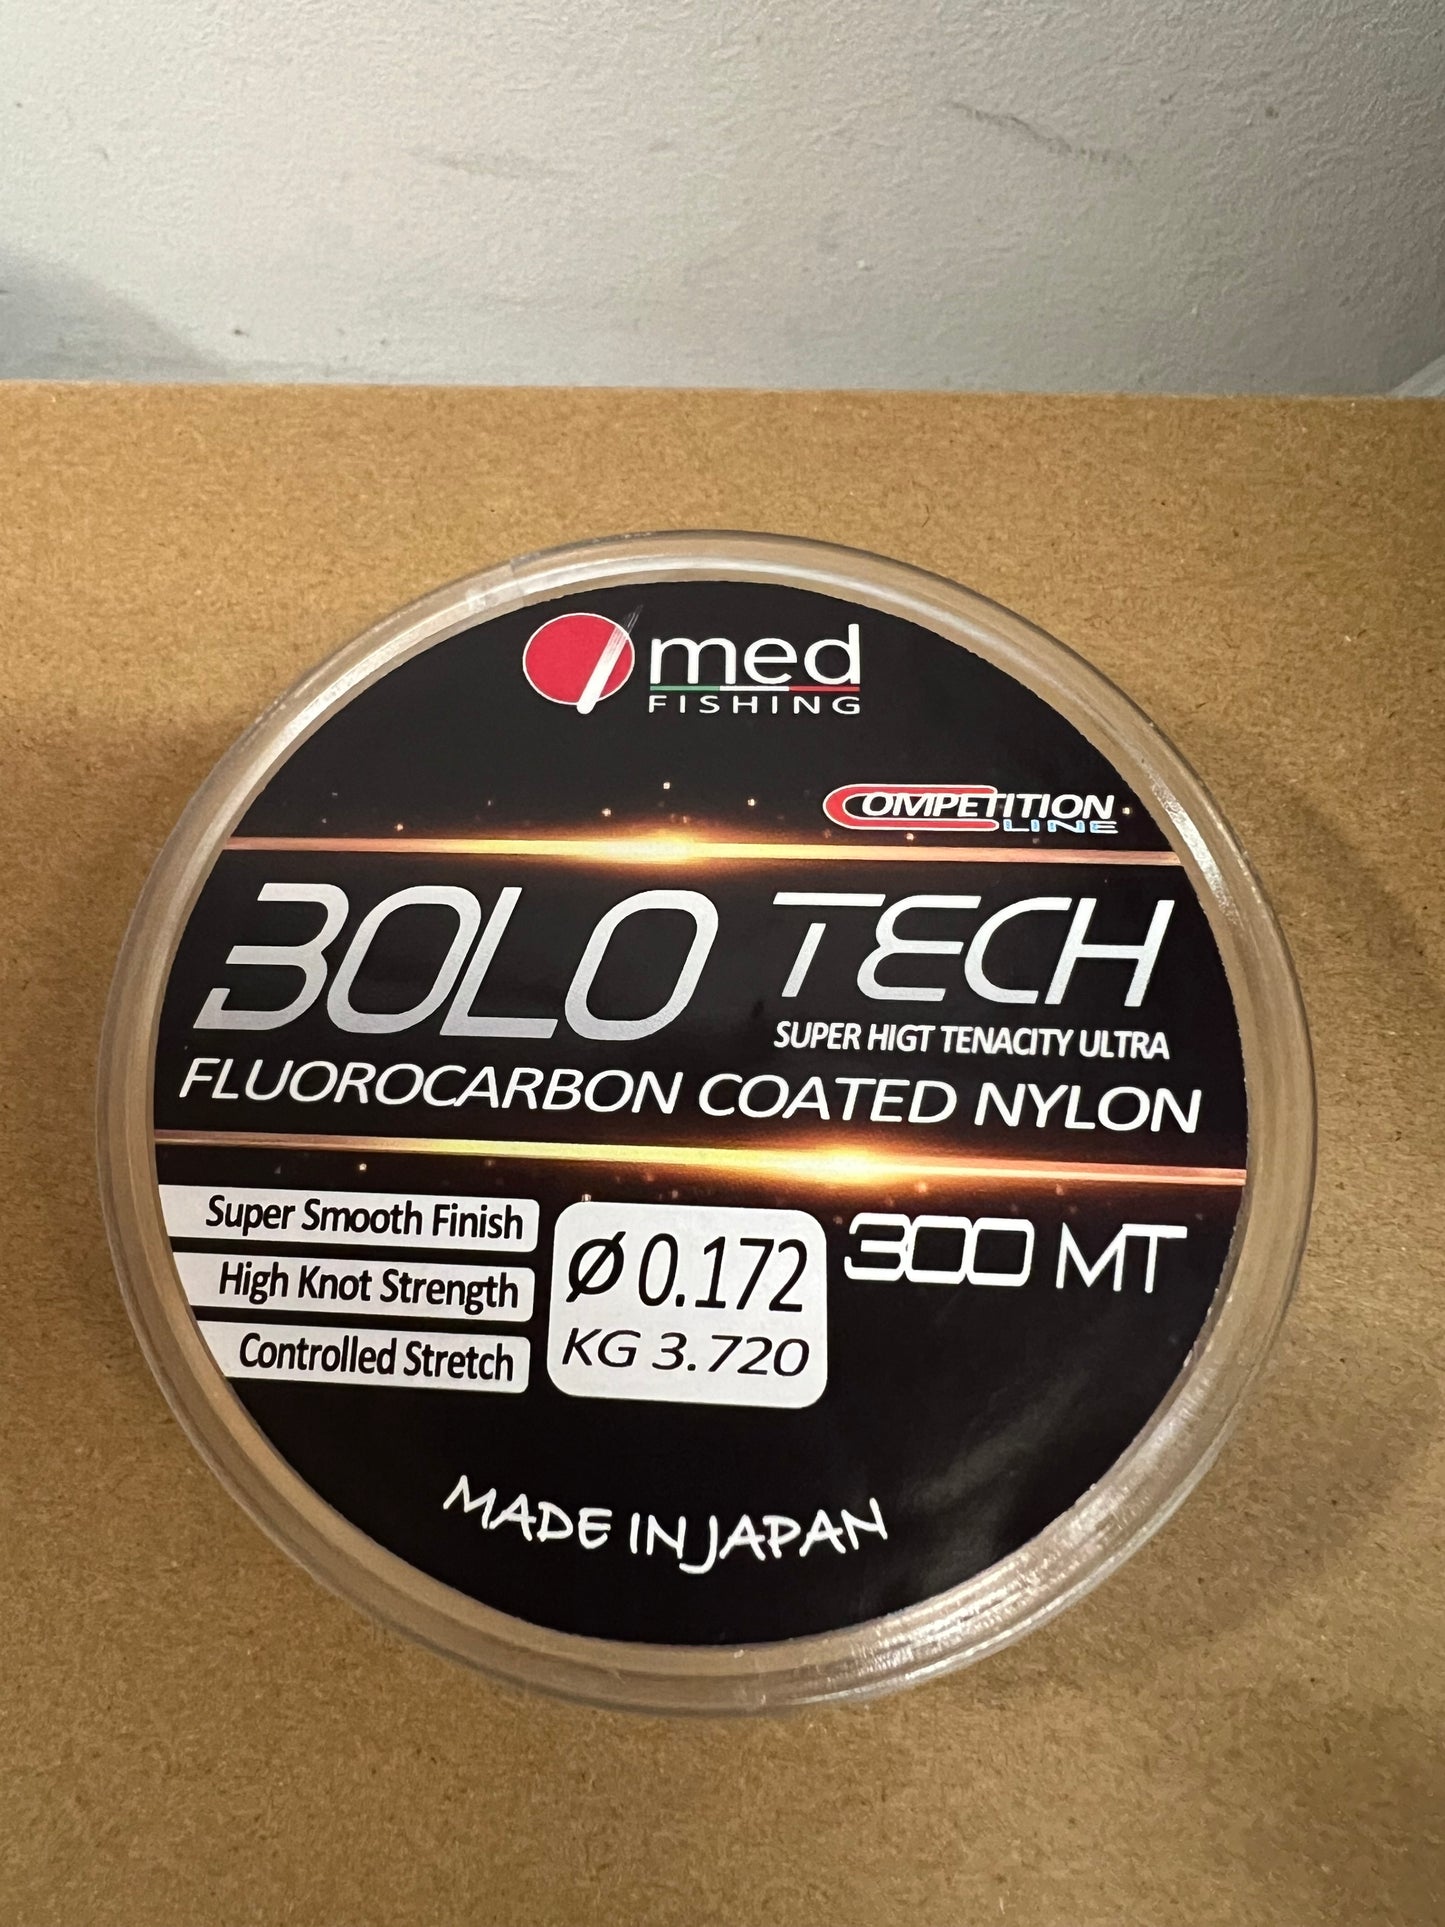 med
FISHING
COMPETITION
LINE
BOLO TECH
SUPER HIGT TENACITY ULTRA
FLUOROCARBON COATED NYLON
Super Smooth Finish
High Knot Strength
Controlled Stretch
Ø 0.172
KG 3.720
300 MT
MADE IN JAPAN